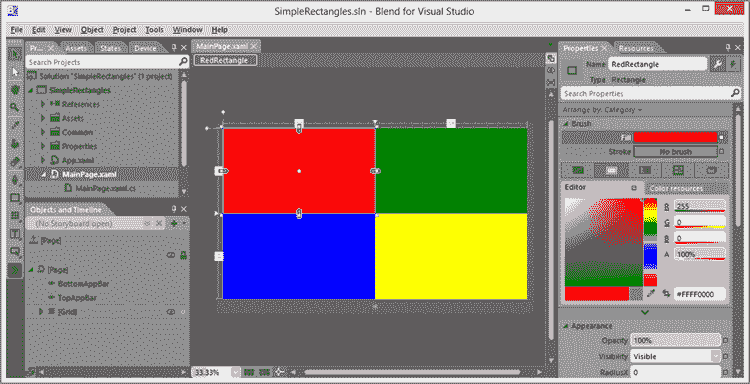 SimpleRectangles.sln - Blend for Visual Studio
File Edit View Object Project Tools Window Help
Pr... Assets States Device
Search Projects
Solution "SimpleRectangles" (1 project)
SimpleRectangles
References
Assets
Common
Properties
App.xaml
MainPage.xaml
MainPage.xaml.cs
Objects and Timeline
(No Storyboard open)
[Page]
[Page]
BottomAppBar
TopAppBar
[Grid]
MainPage.xaml
RedRectangle
33.33%
Properties Resources
Name RedRectangle
Type Rectangle
Search Properties
Arrange by: Category
Brush
Fill
Stroke No brush
Editor Color resources
R 255
G 0
B 0
A 100%
#FFFF0000
Appearance
Opacity 100%
Visibility Visible
RadiusX 0